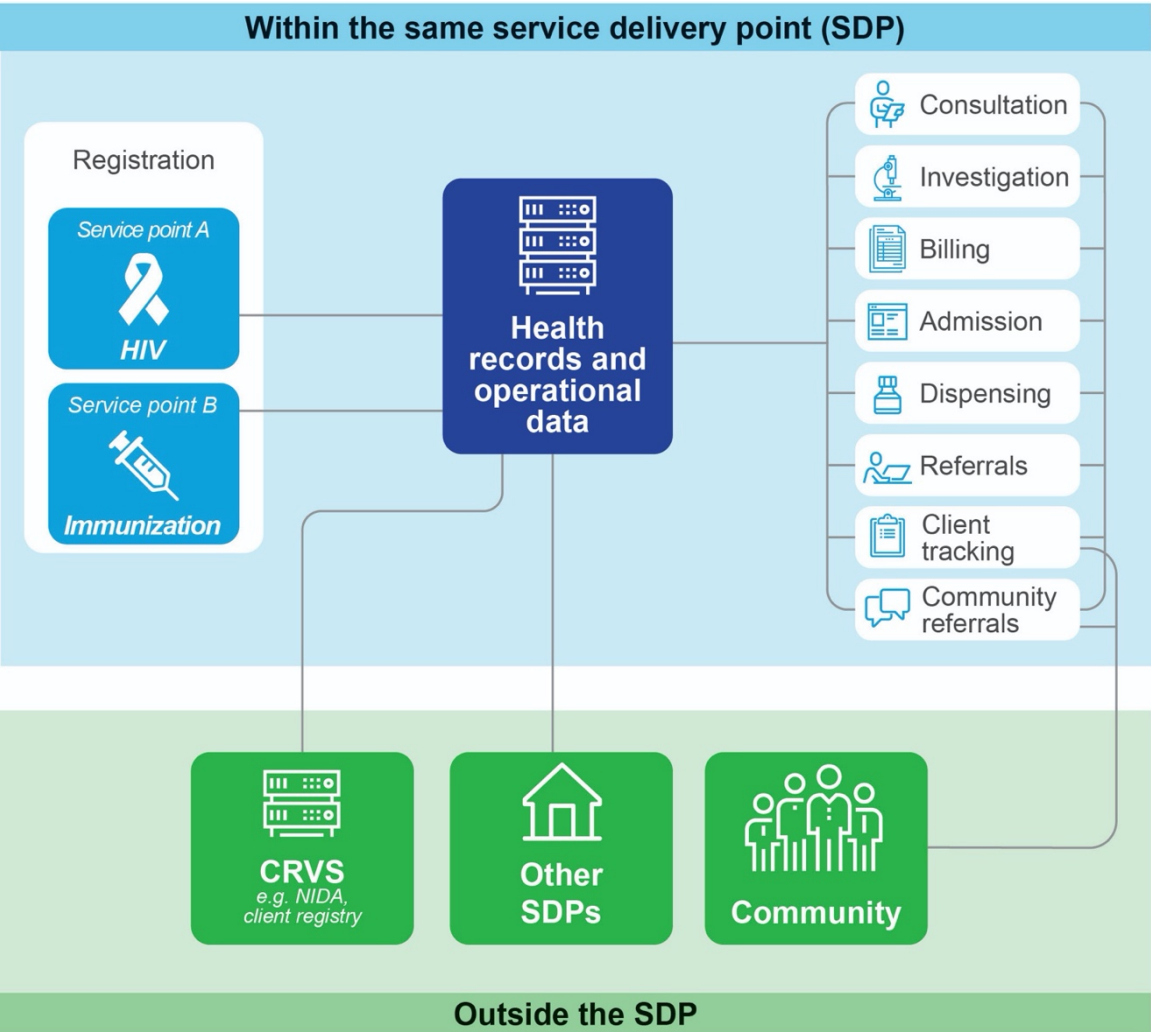 Within the same service delivery point (SDP)
Registration
Service point A
HIV
Service point B
Immunization
Health
records and
operational
data
Consultation
Investigation
Billing
Admission
Dispensing
Referrals
Client
tracking
Community
referrals
CRVS
e.g. NIDA,
client registry
Other
SDPs
Community
Outside the SDP